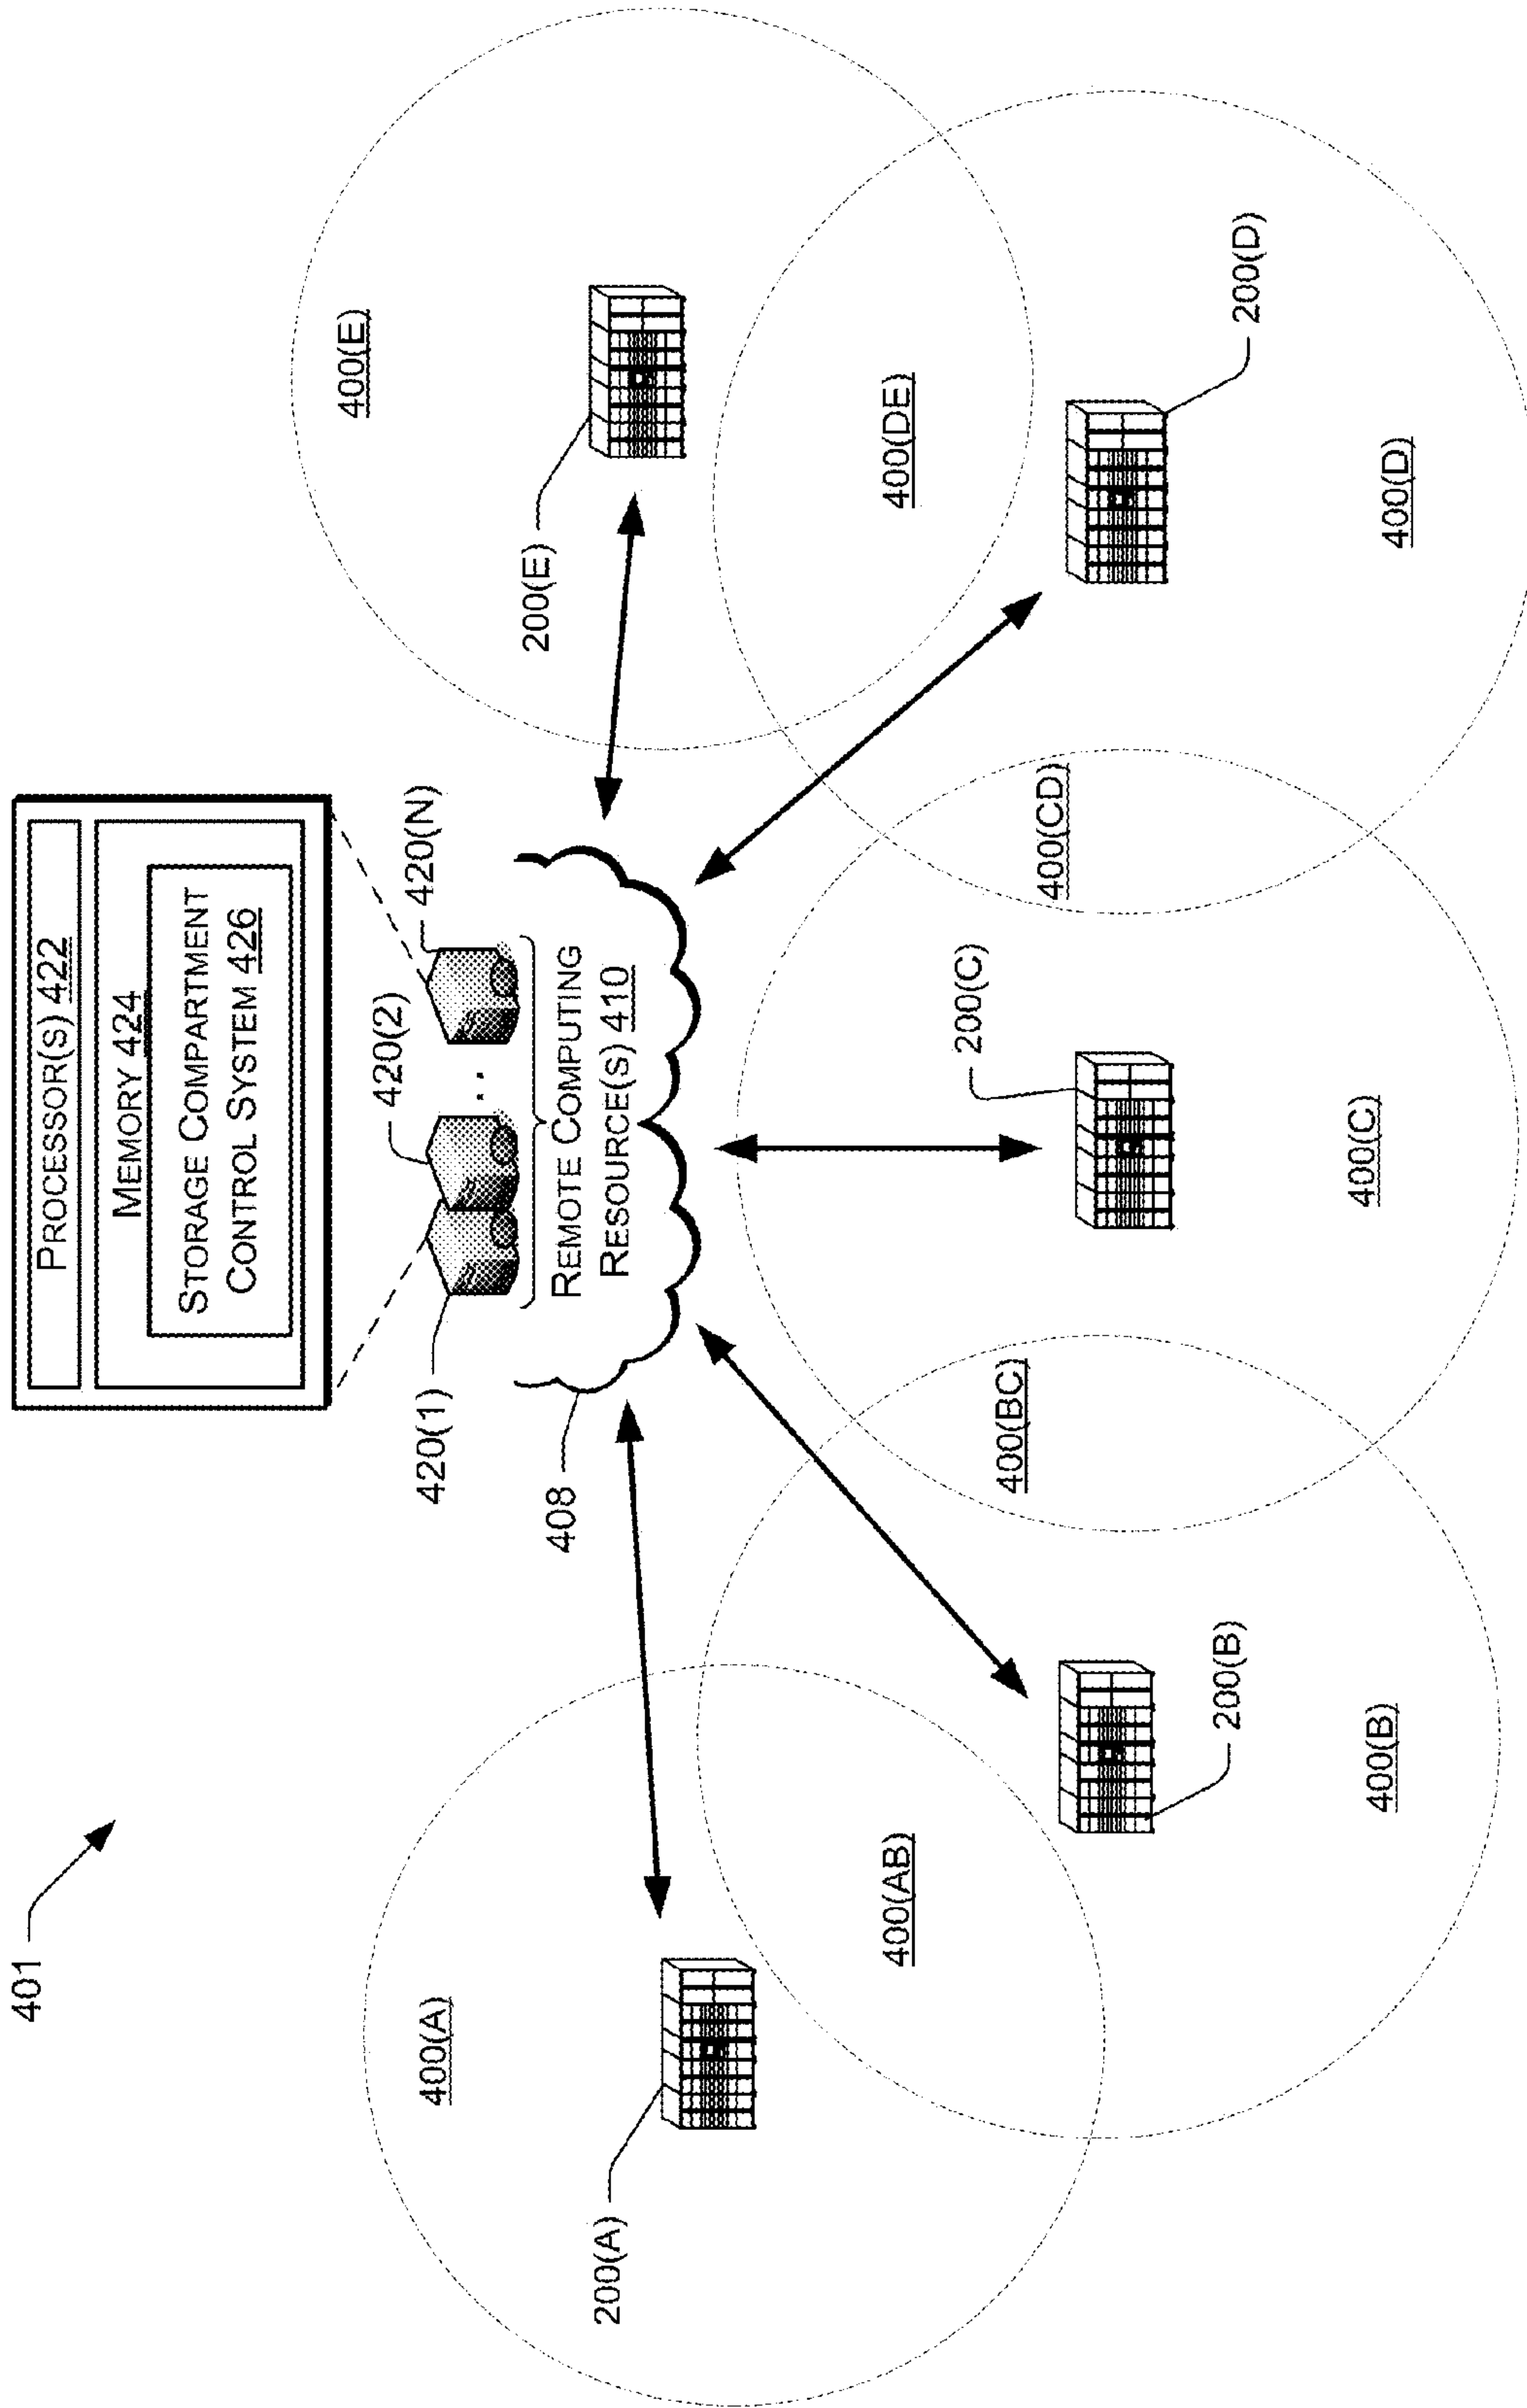 401
PROCESSOR(S) 422
MEMORY 424
STORAGE COMPARTMENT
CONTROL SYSTEM 426
420(1)
420(2)
. .
420(N)
REMOTE COMPUTING
RESOURCE(S) 410
408
400(A)
200(A)
400(AB)
200(B)
400(B)
400(BC)
200(C)
400(C)
400(CD)
400(E)
200(E)
400(DE)
200(D)
400(D)